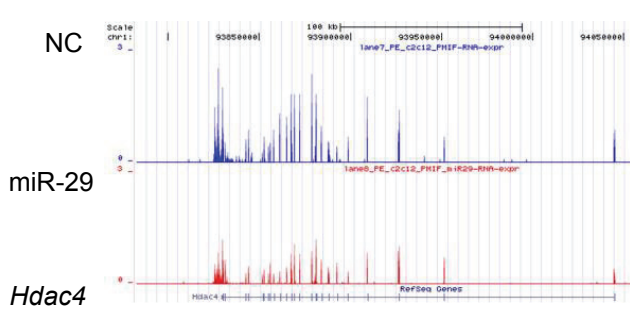 Scale 100 kb
chr1: 93850000 93900000 93950000 94000000 94050000
NC
3 _
lane7_PE_c2c12_PMIF-RNA-expr
0 _
miR-29
3 _
lane8_PE_c2c12_PMIF_miR29-RNA-expr
0 _
RefSeq Genes
Hdac4
Hdac4